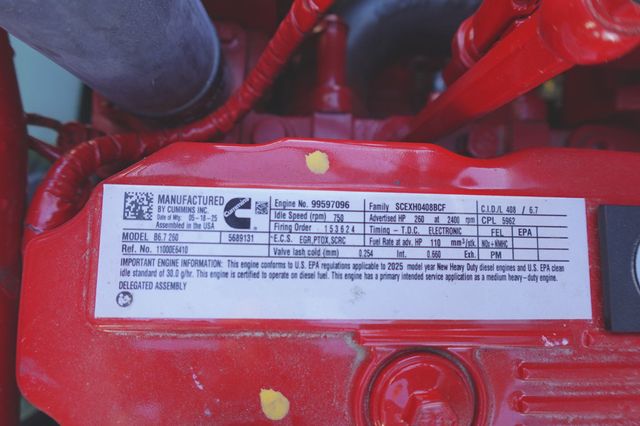 MANUFACTURED
BY CUMMINS INC.
Date of Mfg. 05-18-25
Assembled in the USA
Cummins
MODEL B6.7 260 5689131
Ref. No. 11000E6410
Engine No. 99597096 Family SCEXH0408BCF C.I.D./L 408 / 6.7
Idle Speed (rpm) 750 Advertised HP 260 at 2400 rpm CPL 5962
Firing Order 153624 Timing - T.D.C. ELECTRONIC FEL EPA
E.C.S. EGR,PTOX,SCRC Fuel Rate at adv. HP 110 mm³/stk. NOx+NMHC
Valve lash cold (mm) 0.254 Int. 0.660 Exh. PM
IMPORTANT ENGINE INFORMATION: This engine conforms to U.S. EPA regulations applicable to 2025 model year New Heavy Duty diesel engines and U.S. EPA clean
idle standard of 30.0 g/hr. This engine is certified to operate on diesel fuel. This engine has a primary intended service application as a medium heavy-duty engine.
DELEGATED ASSEMBLY